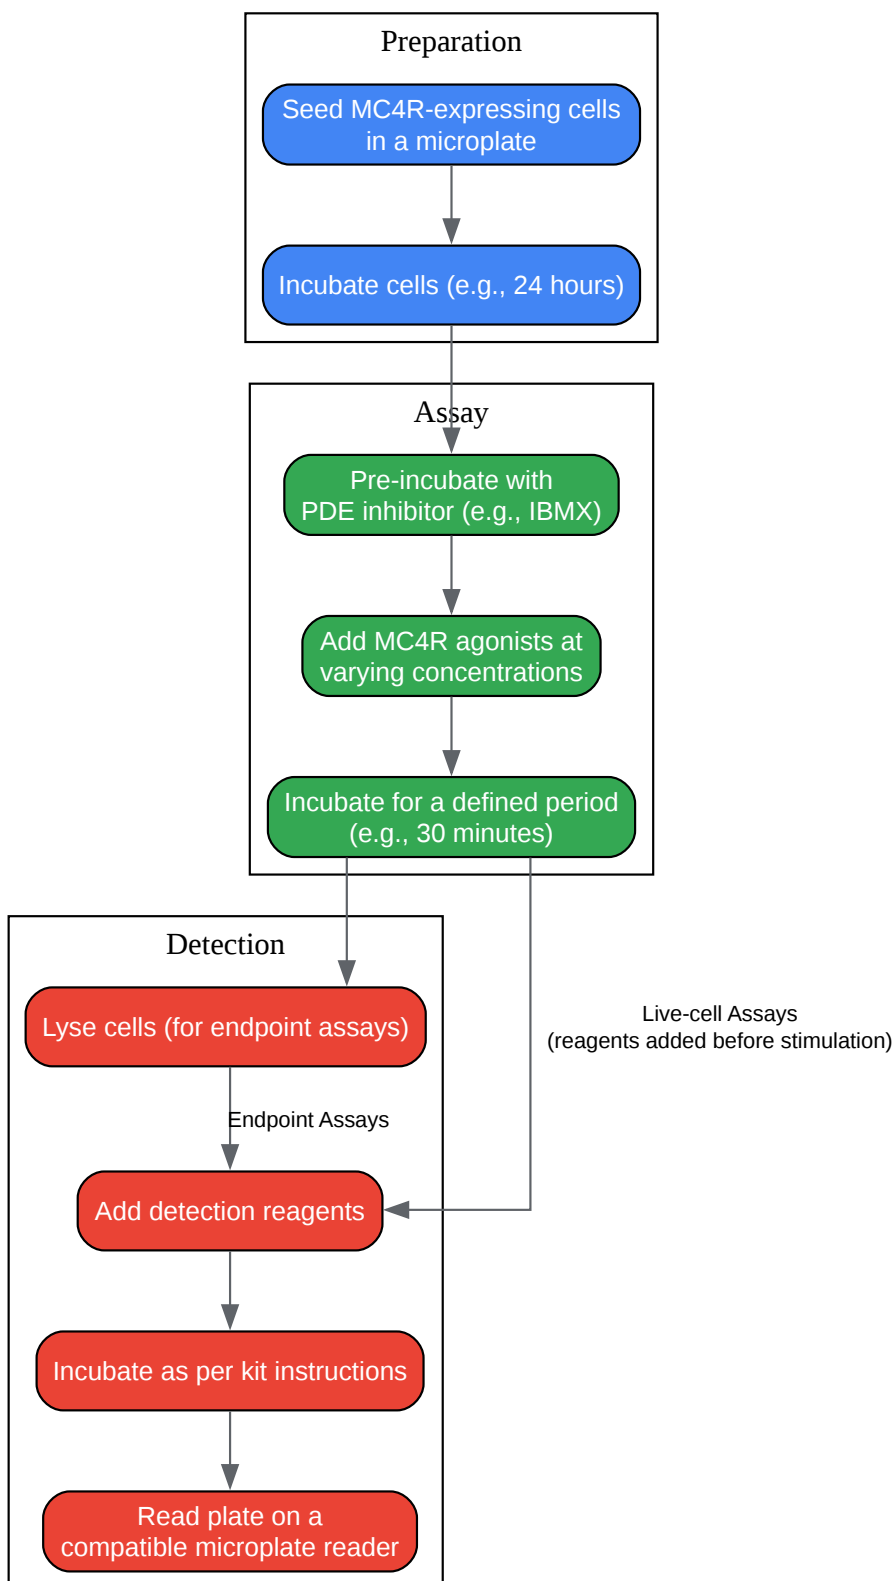 Preparation
Seed MC4R-expressing cells
in a microplate
Incubate cells (e.g., 24 hours)
Assay
Pre-incubate with
PDE inhibitor (e.g., IBMX)
Add MC4R agonists at
varying concentrations
Incubate for a defined period
(e.g., 30 minutes)
Detection
Lyse cells (for endpoint assays)
Live-cell Assays
(reagents added before stimulation)
Endpoint Assays
Add detection reagents
Incubate as per kit instructions
Read plate on a
compatible microplate reader